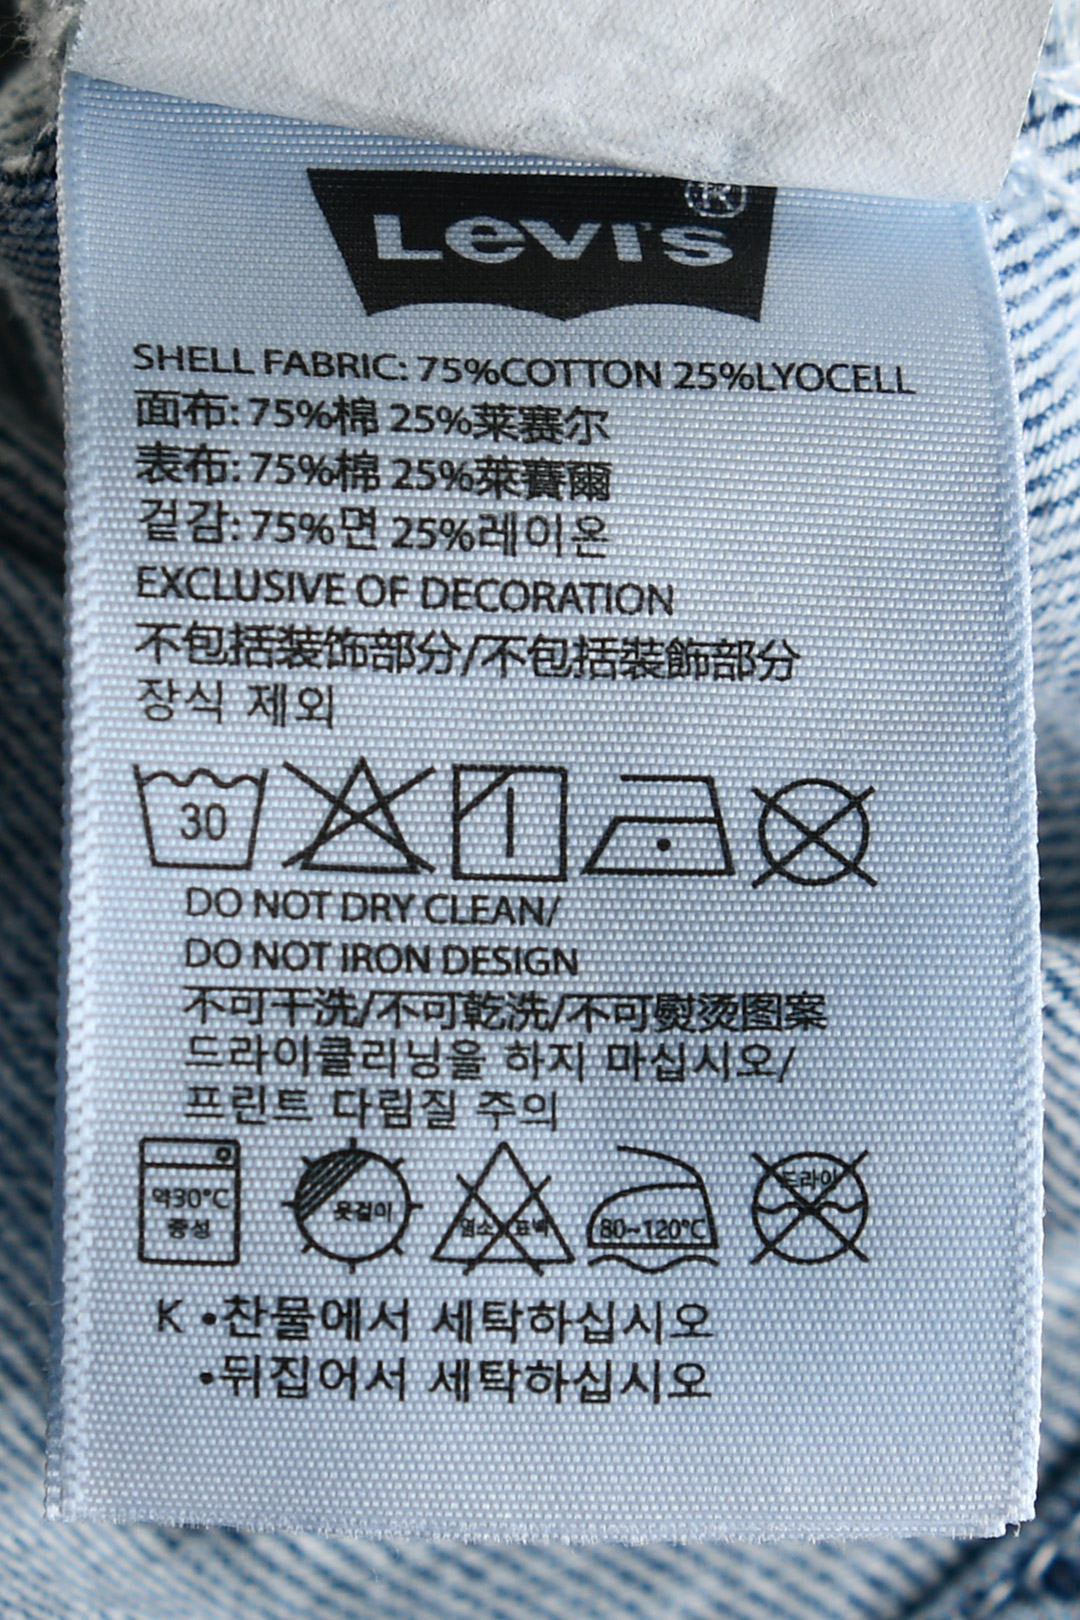 Levi's®
SHELL FABRIC: 75%COTTON 25%LYOCELL
面布: 75%棉 25%莱赛尔
表布: 75%棉 25%萊賽爾
겉감: 75%면 25%레이온
EXCLUSIVE OF DECORATION
不包括装饰部分/不包括裝飾部分
장식 제외
30
DO NOT DRY CLEAN/
DO NOT IRON DESIGN
不可干洗/不可乾洗/不可熨烫图案
드라이클리닝을 하지 마십시오/
프린트 다림질 주의
약30°C 옷걸이 염소 표백 80~120°C 드라이
중성
K •찬물에서 세탁하십시오
•뒤집어서 세탁하십시오